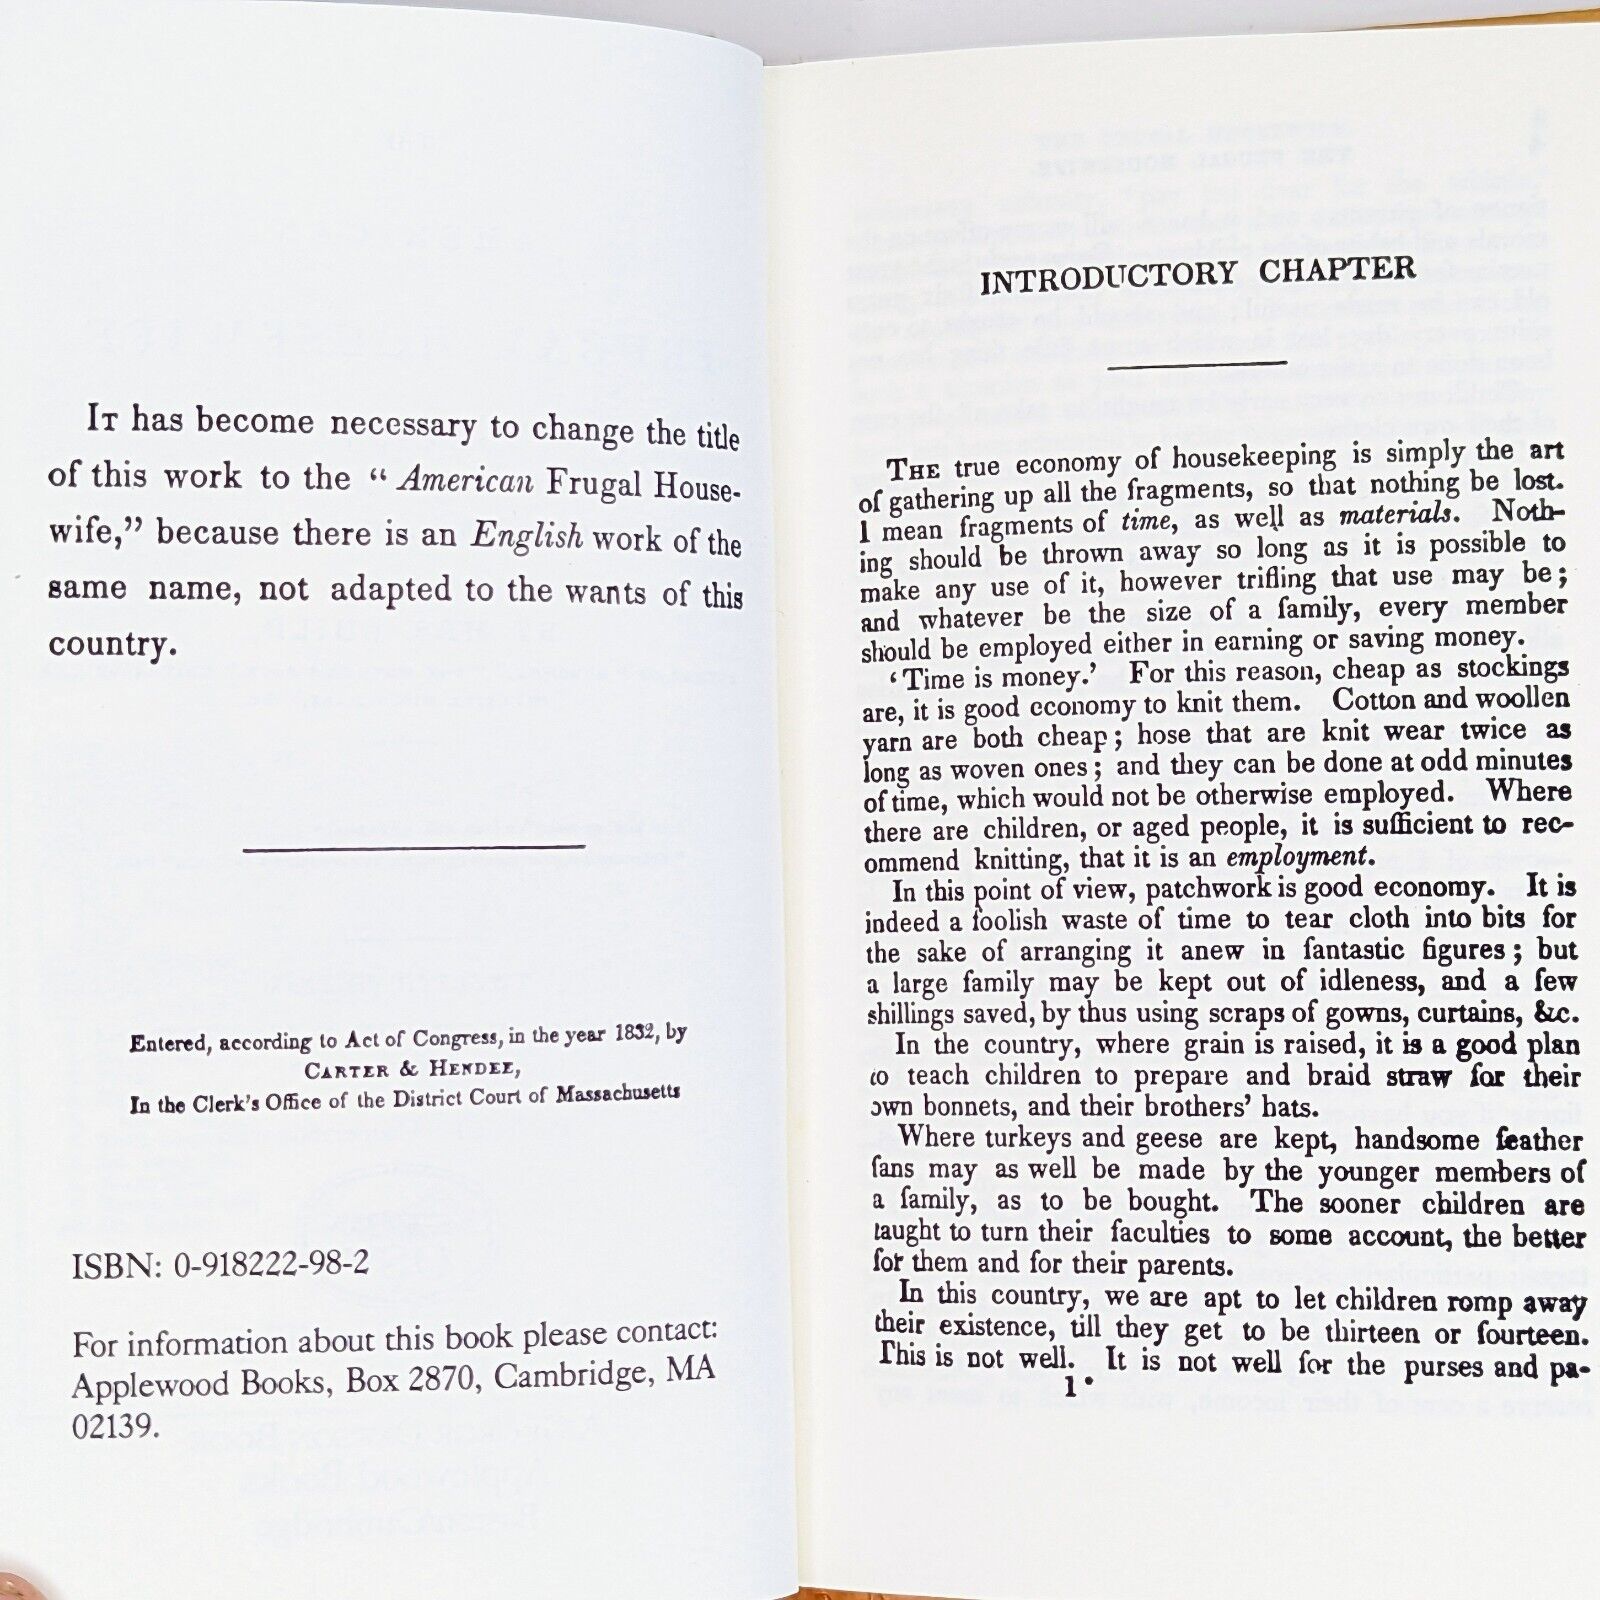 IT has become necessary to change the title
of this work to the “ American Frugal House-
wife,” because there is an English work of the
same name, not adapted to the wants of this
country.
Entered, according to Act of Congress, in the year 1832, by
CARTER & HENDEE,
In the Clerk's Office of the District Court of Massachusetts
ISBN: 0-918222-98-2
For information about this book please contact:
Applewood Books, Box 2870, Cambridge, MA
02139.
INTRODUCTORY CHAPTER
THE true economy of housekeeping is simply the art
of gathering up all the fragments, so that nothing be lost.
I mean fragments of time, as well as materials. Noth-
ing should be thrown away so long as it is possible to
make any use of it, however trifling that use may be;
and whatever be the size of a family, every member
should be employed either in earning or saving money.
‘Time is money.’ For this reason, cheap as stockings
are, it is good economy to knit them. Cotton and woollen
yarn are both cheap; hose that are knit wear twice as
long as woven ones; and they can be done at odd minutes
of time, which would not be otherwise employed. Where
there are children, or aged people, it is sufficient to rec-
ommend knitting, that it is an employment.
In this point of view, patchwork is good economy. It is
indeed a foolish waste of time to tear cloth into bits for
the sake of arranging it anew in fantastic figures; but
a large family may be kept out of idleness, and a few
shillings saved, by thus using scraps of gowns, curtains, &c.
In the country, where grain is raised, it is a good plan
to teach children to prepare and braid straw for their
own bonnets, and their brothers' hats.
Where turkeys and geese are kept, handsome feather
fans may as well be made by the younger members of
a family, as to be bought. The sooner children are
taught to turn their faculties to some account, the better
for them and for their parents.
In this country, we are apt to let children romp away
their existence, till they get to be thirteen or fourteen.
This is not well. It is not well for the purses and pa-
1*